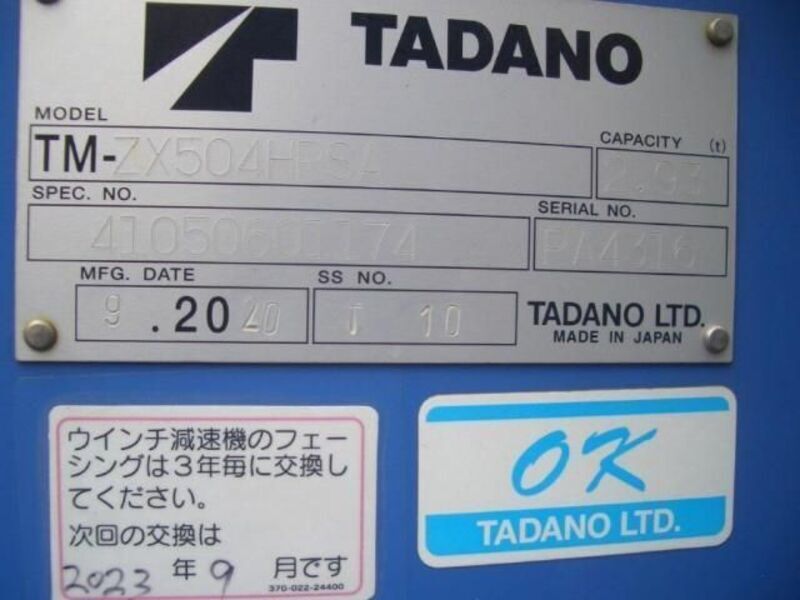 TADANO
MODEL
TM-ZX504HRSA
CAPACITY (t)
2.93
SPEC. NO.
SERIAL NO.
PA4316
MFG. DATE
9 .2020
SS NO.
T 10
TADANO LTD.
MADE IN JAPAN
ウインチ減速機のフェー
シングは3年毎に交換し
てください。
次回の交換は
2023 年 9 月です
370-022-24400
OK
TADANO LTD.